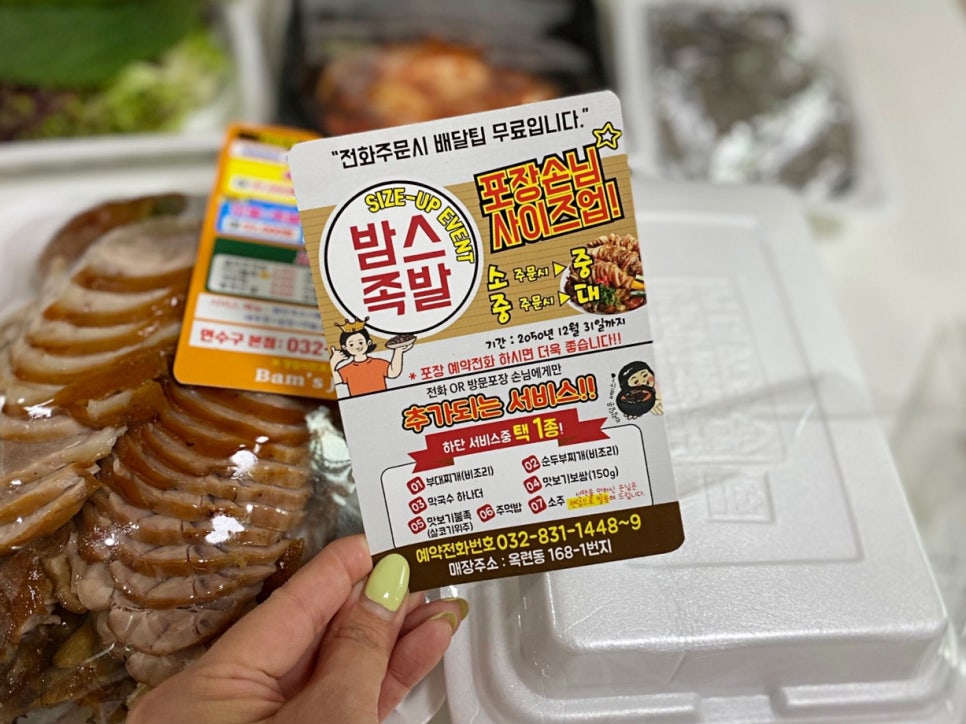 "전화주문시 배달팁 무료입니다."
SIZE-UP EVENT
밤스
족발
포장손님
사이즈업!
소 주문시 ▶ 중
중 주문시 ▶ 대
기간 : 2050년 12월 31일까지
* 포장 예약전화 하시면 더욱 좋습니다!!
전화 OR 방문포장 손님에게만
추가되는 서비스!!
하단 서비스중 택 1종!
01 부대찌개(비조리)
02 순두부찌개(비조리)
03 막국수 하나더
04 맛보기보쌈(150g)
05 맛보기불족
(살코기위주)
06 주먹밥
07 소주
예약전화번호 032-831-1448~9
매장주소 : 옥련동 168-1번지
연수구 본점 : 032-
Bam's